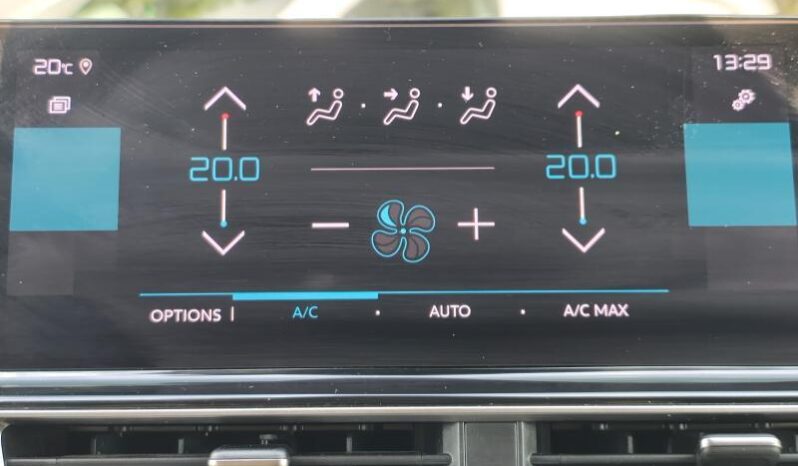 20°C
13:29
20.0
20.0
OPTIONS | A/C · AUTO · A/C MAX